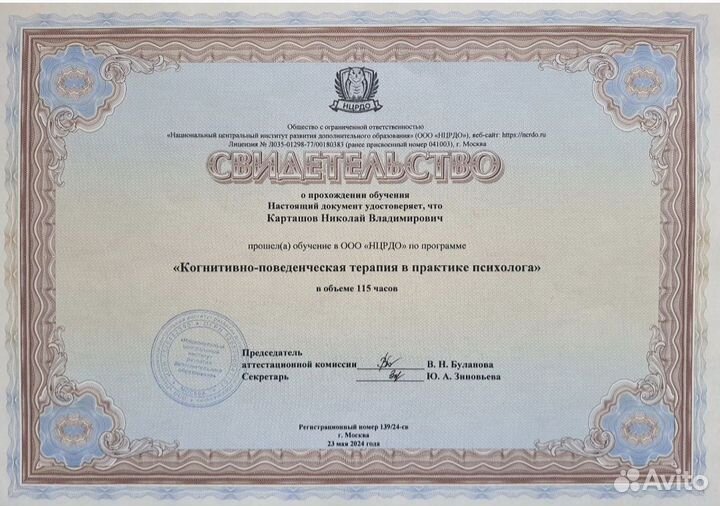 НЦРДО
Общество с ограниченной ответственностью
«Национальный центральный институт развития дополнительного образования» (ООО «НЦРДО»), веб-сайт: https://ncrdo.ru
Лицензия № Л035-01298-77/00180383 (ранее присвоенный номер 041003), г. Москва
СВИДЕТЕЛЬСТВО
о прохождении обучения
Настоящий документ удостоверяет, что
Карташов Николай Владимирович
прошел(а) обучение в ООО «НЦРДО» по программе
«Когнитивно-поведенческая терапия в практике психолога»
в объеме 115 часов
Председатель
аттестационной комиссии В. Н. Буланова
Секретарь Ю. А. Зиновьева
Регистрационный номер 139/24-св
г. Москва
23 мая 2024 года
Avito